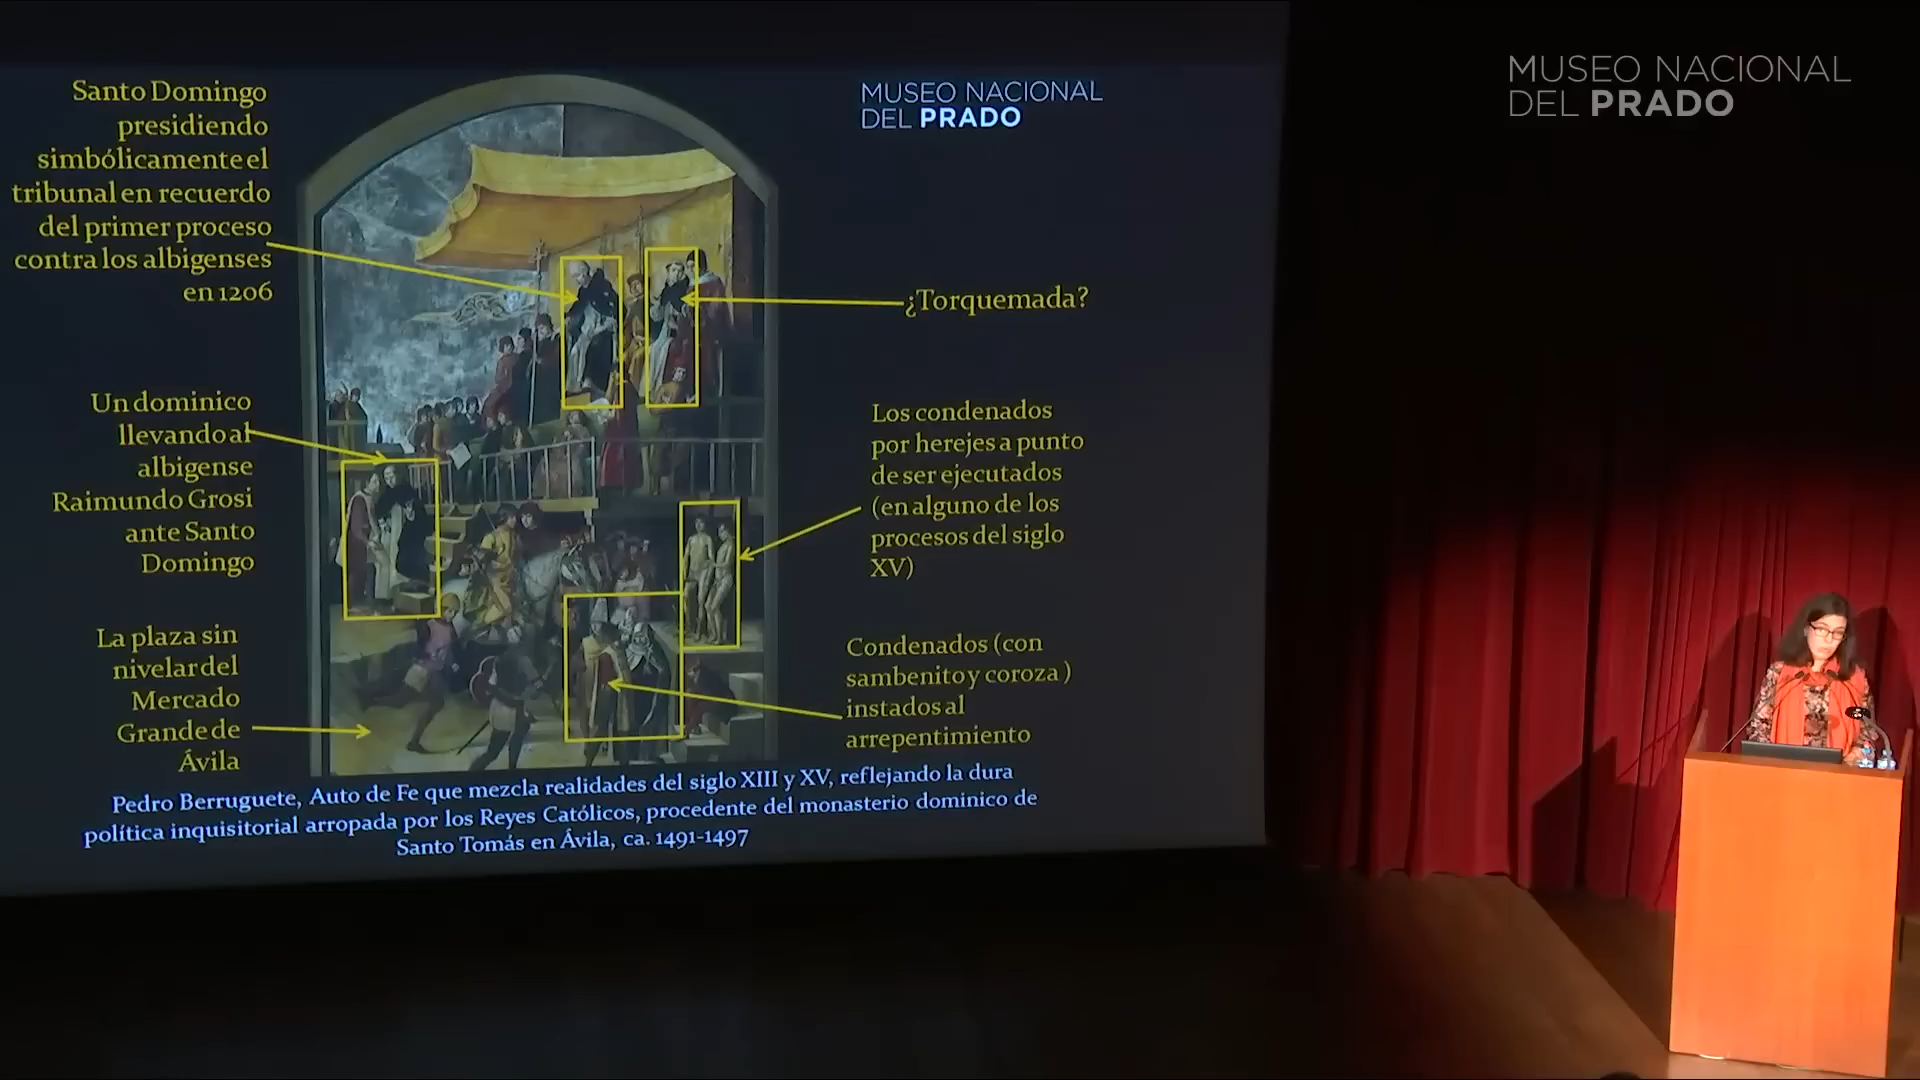 Santo Domingo
presidiendo
simbólicamente el
tribunal en recuerdo
del primer proceso
contra los albigenses
en 1206
MUSEO NACIONAL
DEL PRADO
¿Torquemada?
Un dominico
llevando al
albigense
Raimundo Grosi
ante Santo
Domingo
Los condenados
por herejes a punto
de ser ejecutados
(en alguno de los
procesos del siglo
XV)
La plaza sin
nivelar del
Mercado
Grande de
Ávila
Condenados (con
sambenito y coroza )
instados al
arrepentimiento
Pedro Berruguete, Auto de Fe que mezcla realidades del siglo XIII y XV, reflejando la dura
política inquisitorial arropada por los Reyes Católicos, procedente del monasterio dominico de
Santo Tomás en Ávila, ca. 1491-1497
MUSEO NACIONAL
DEL PRADO